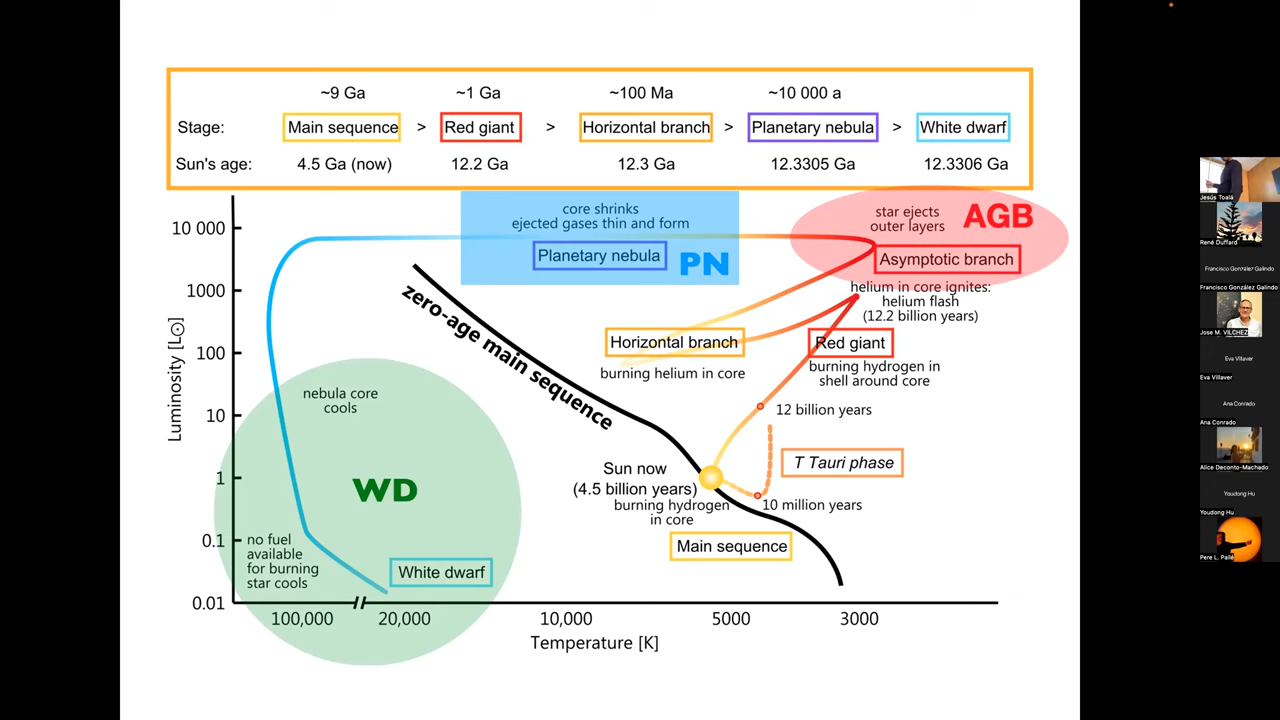 ~9 Ga ~1 Ga ~100 Ma ~10 000 a
Stage: Main sequence > Red giant > Horizontal branch > Planetary nebula > White dwarf
Sun's age: 4.5 Ga (now) 12.2 Ga 12.3 Ga 12.3305 Ga 12.3306 Ga
core shrinks
ejected gases thin and form
Planetary nebula
PN
star ejects
outer layers
AGB
Asymptotic branch
helium in core ignites:
helium flash
(12.2 billion years)
Horizontal branch
burning helium in core
Red giant
burning hydrogen in
shell around core
zero-age main sequence
12 billion years
T Tauri phase
Sun now
(4.5 billion years)
burning hydrogen
in core
10 million years
Main sequence
nebula core
cools
WD
no fuel
available
for burning
star cools
White dwarf
Luminosity [L☉]
10 000
1000
100
10
1
0.1
0.01
100,000 20,000 10,000 5000 3000
Temperature [K]
Jesús Toalá
René Duffard
Francisco González Galindo
Francisco González Galindo
Jose M. VILCHEZ
Eva Villaver
Eva Villaver
Ana Conrado
Ana Conrado
Alice Deconto-Machado
Youdong Hu
Youdong Hu
Pere L. Pallé